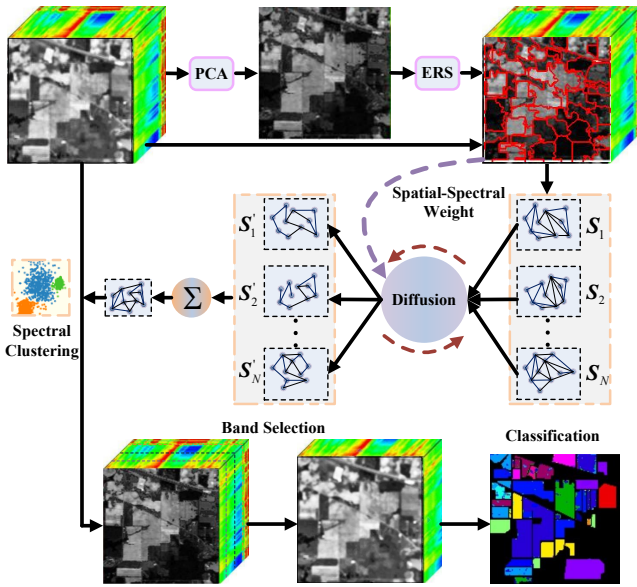 PCA
ERS
Spatial-Spectral
Weight
S'1
S1
Diffusion
S'2
S2
∑
Spectral
Clustering
S'N
SN
Band Selection
Classification